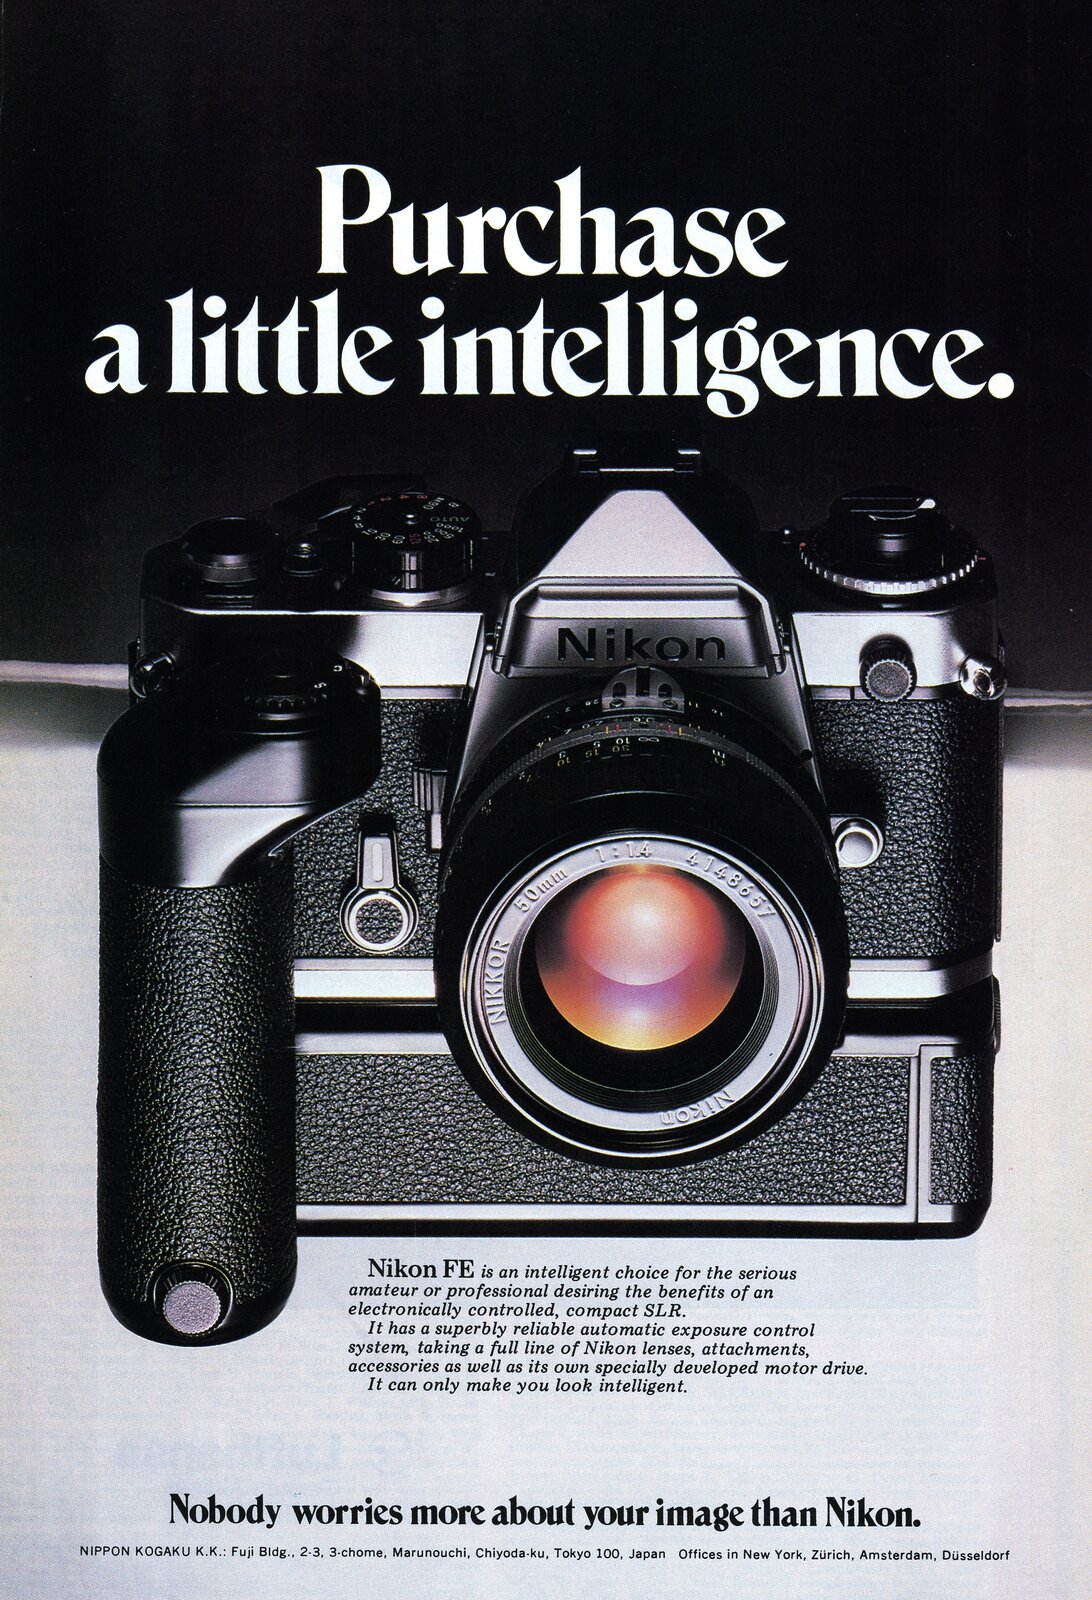 Purchase
a little intelligence.
Nikon
NIKKOR 50mm 1:1.4 4148657
Nikon
Nikon FE is an intelligent choice for the serious
amateur or professional desiring the benefits of an
electronically controlled, compact SLR.
It has a superbly reliable automatic exposure control
system, taking a full line of Nikon lenses, attachments,
accessories as well as its own specially developed motor drive.
It can only make you look intelligent.
Nobody worries more about your image than Nikon.
NIPPON KOGAKU K.K.: Fuji Bldg., 2-3, 3-chome, Marunouchi, Chiyoda-ku, Tokyo 100, Japan Offices in New York, Zürich, Amsterdam, Düsseldorf